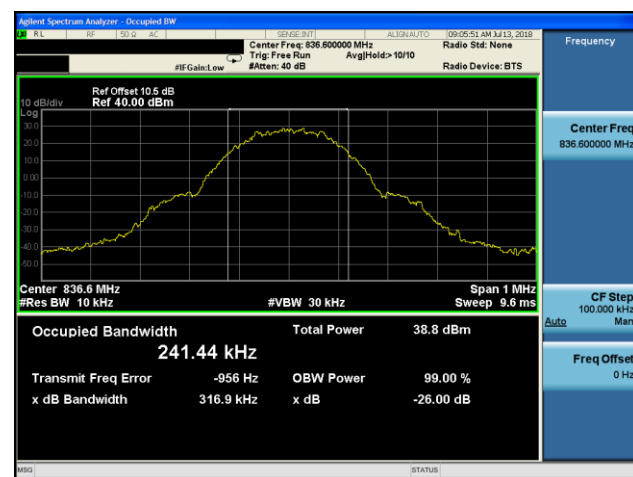 Agilent Spectrum Analyzer - Occupied BW
RL RF 50 Ω AC SENSE:INT ALIGNAUTO 09:05:51 AM Jul 13, 2018
Center Freq: 836.600000 MHz Radio Std: None
Trig: Free Run Avg|Hold:> 10/10
#IFGain:Low #Atten: 40 dB Radio Device: BTS
Frequency
Ref Offset 10.5 dB
10 dB/div Ref 40.00 dBm
Log
30.0
20.0
10.0
0.00
-10.0
-20.0
-30.0
-40.0
-50.0
Center 836.6 MHz Span 1 MHz
#Res BW 10 kHz #VBW 30 kHz Sweep 9.6 ms
Occupied Bandwidth Total Power 38.8 dBm
241.44 kHz
Transmit Freq Error -956 Hz OBW Power 99.00 %
x dB Bandwidth 316.9 kHz x dB -26.00 dB
Center Freq
836.600000 MHz
CF Step
100.000 kHz
Auto Man
Freq Offset
0 Hz
MSG STATUS